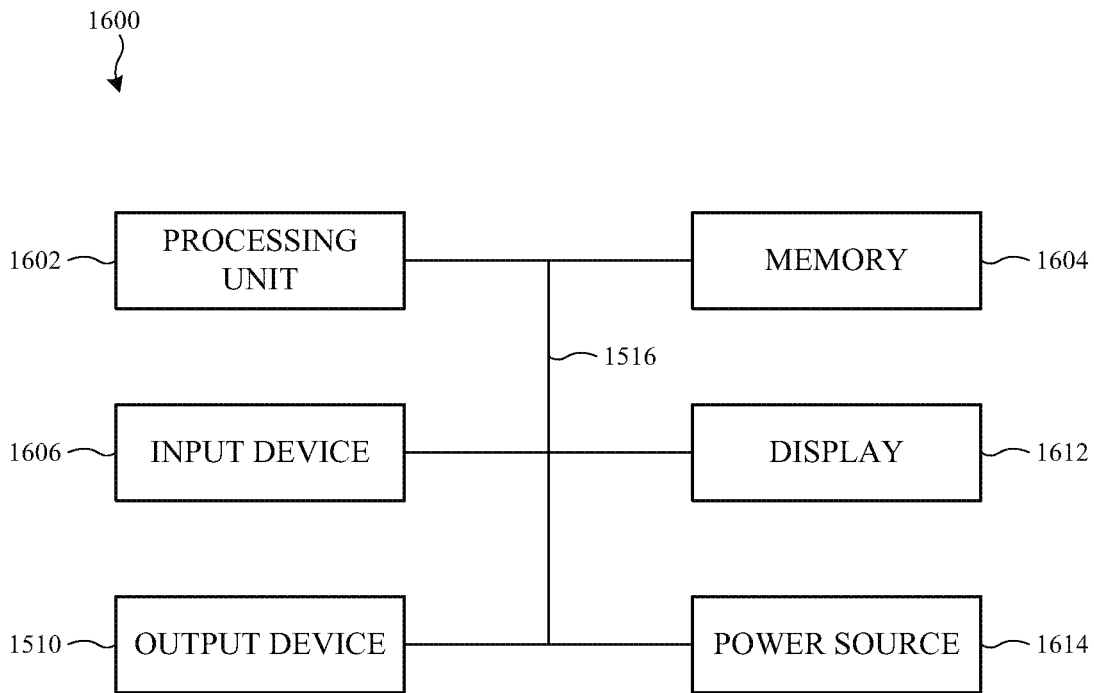 1600
PROCESSING
UNIT
1602
MEMORY
1604
1516
INPUT DEVICE
1606
DISPLAY
1612
OUTPUT DEVICE
1510
POWER SOURCE
1614